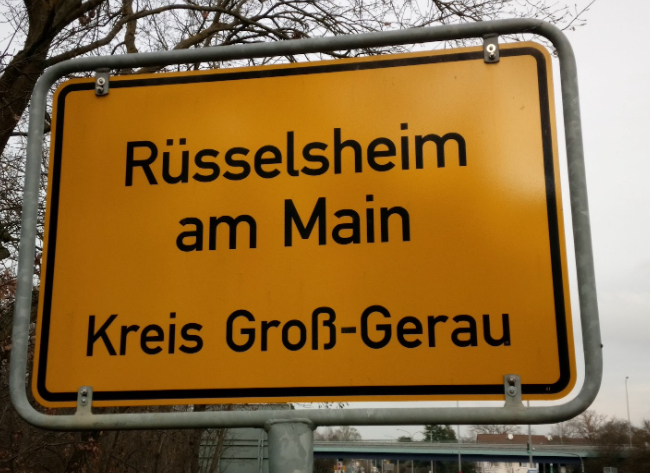 Rüsselsheim
am Main
Kreis Groß-Gerau